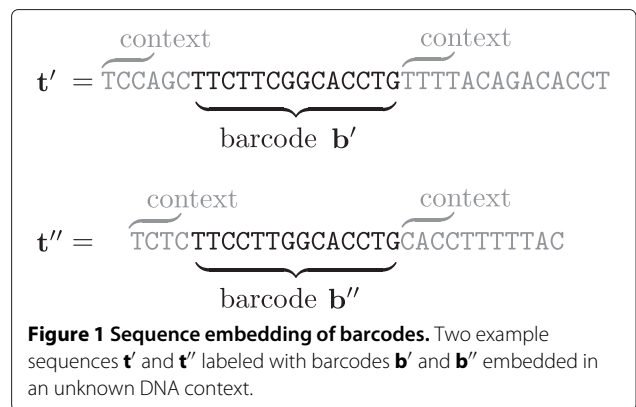 context context
t′ = TCCAGCTTCTTCGGCACCTGTTTTACAGACACCT
barcode b′
context context
t″ = TCTCTTCCTTGGCACCTGCACCTTTTTAC
barcode b″
Figure 1 Sequence embedding of barcodes. Two example
sequences t′ and t″ labeled with barcodes b′ and b″ embedded in
an unknown DNA context.